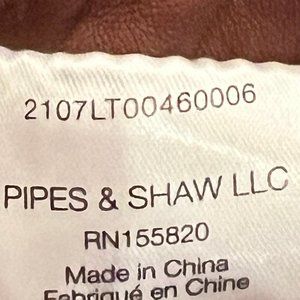 2107LT00460006
PIPES & SHAW LLC
RN155820
Made in China
Fabriqué en Chine